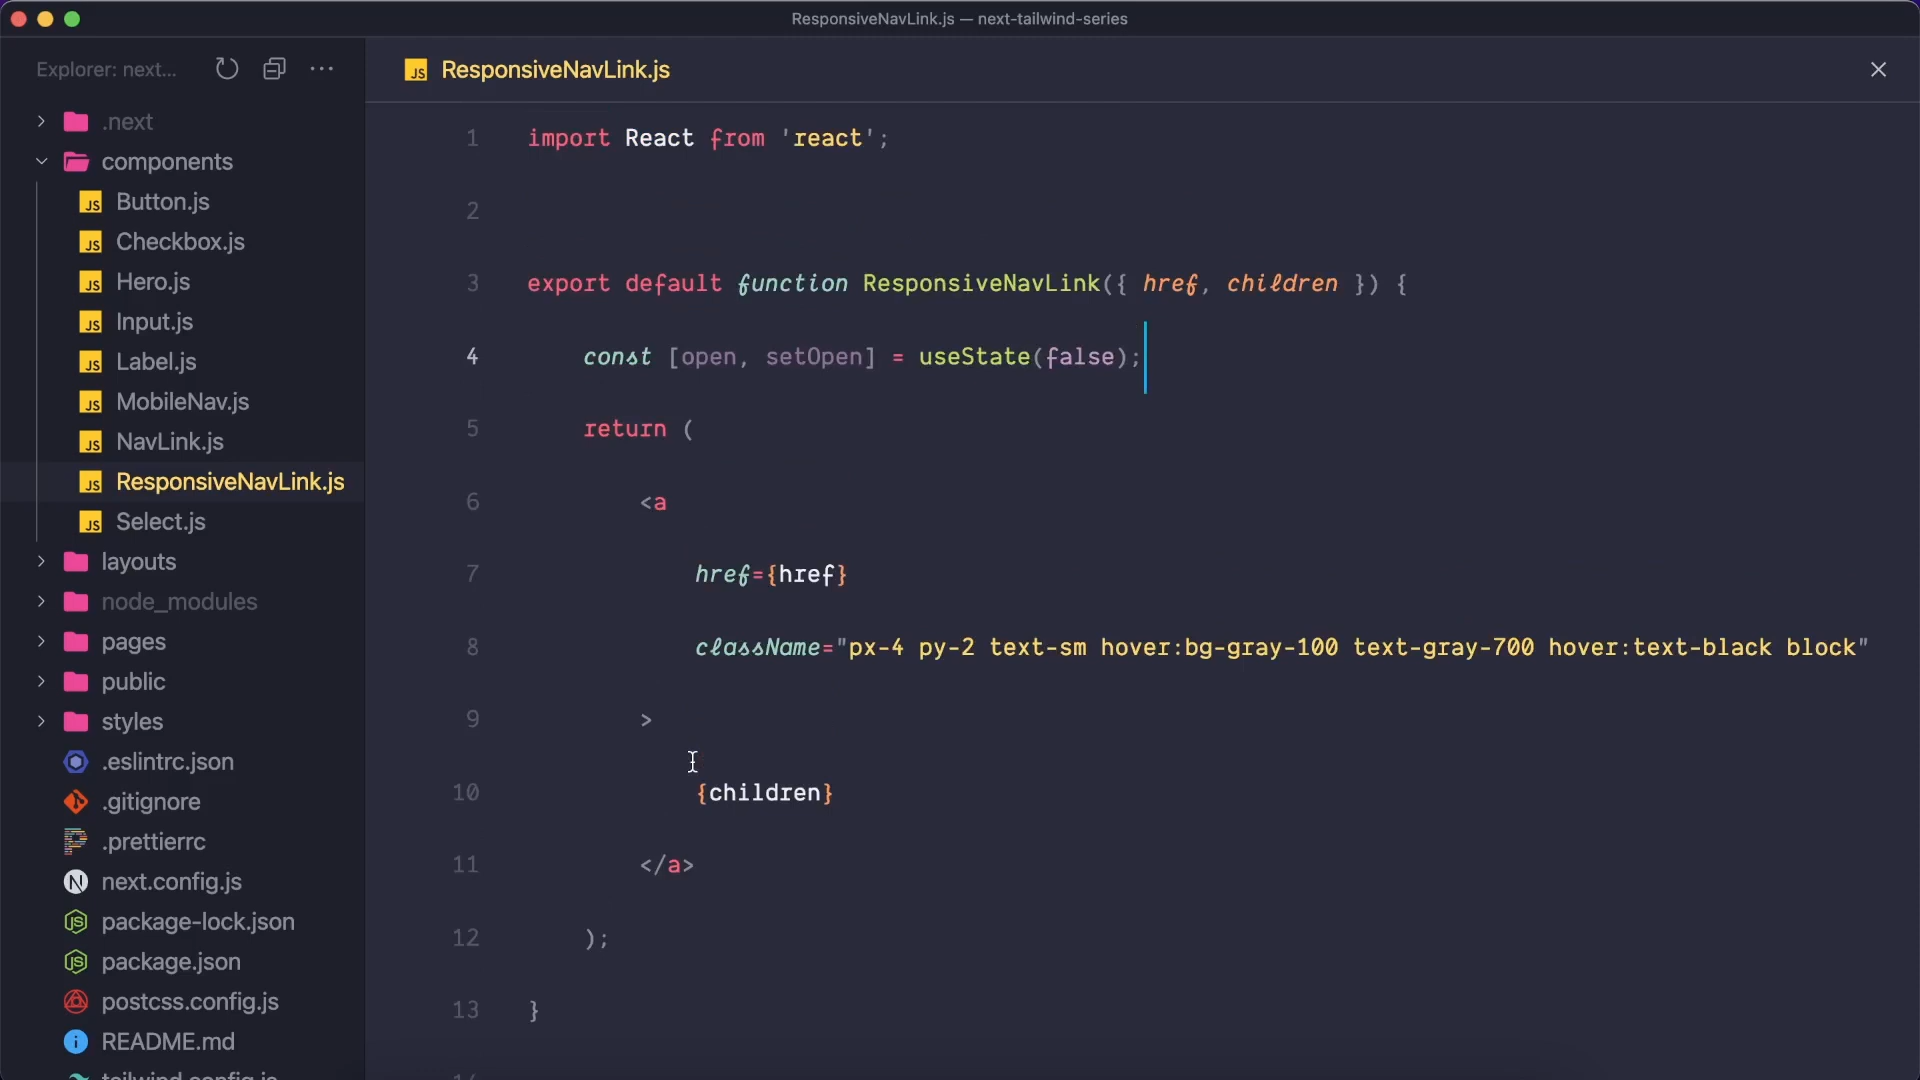 ResponsiveNavLink.js — next-tailwind-series
Explorer: next...
.next
components
Button.js
Checkbox.js
Hero.js
Input.js
Label.js
MobileNav.js
NavLink.js
ResponsiveNavLink.js
Select.js
layouts
node_modules
pages
public
styles
.eslintrc.json
.gitignore
.prettierrc
next.config.js
package-lock.json
package.json
postcss.config.js
README.md
tailwind.config.js
JS ResponsiveNavLink.js
1 import React from 'react';
2
3 export default function ResponsiveNavLink({ href, children }) {
4 const [open, setOpen] = useState(false);
5 return (
6 <a
7 href={href}
8 className="px-4 py-2 text-sm hover:bg-gray-100 text-gray-700 hover:text-black block"
9 >
10 {children}
11 </a>
12 );
13 }
14